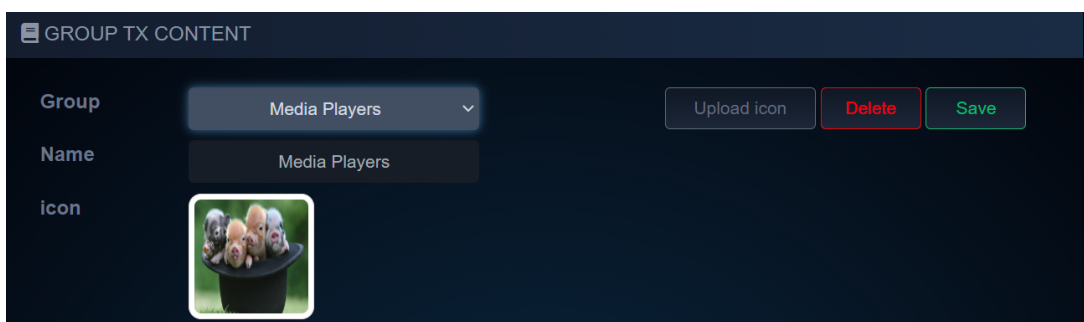 GROUP TX CONTENT
Group
Media Players
Upload icon
Delete
Save
Name
Media Players
icon